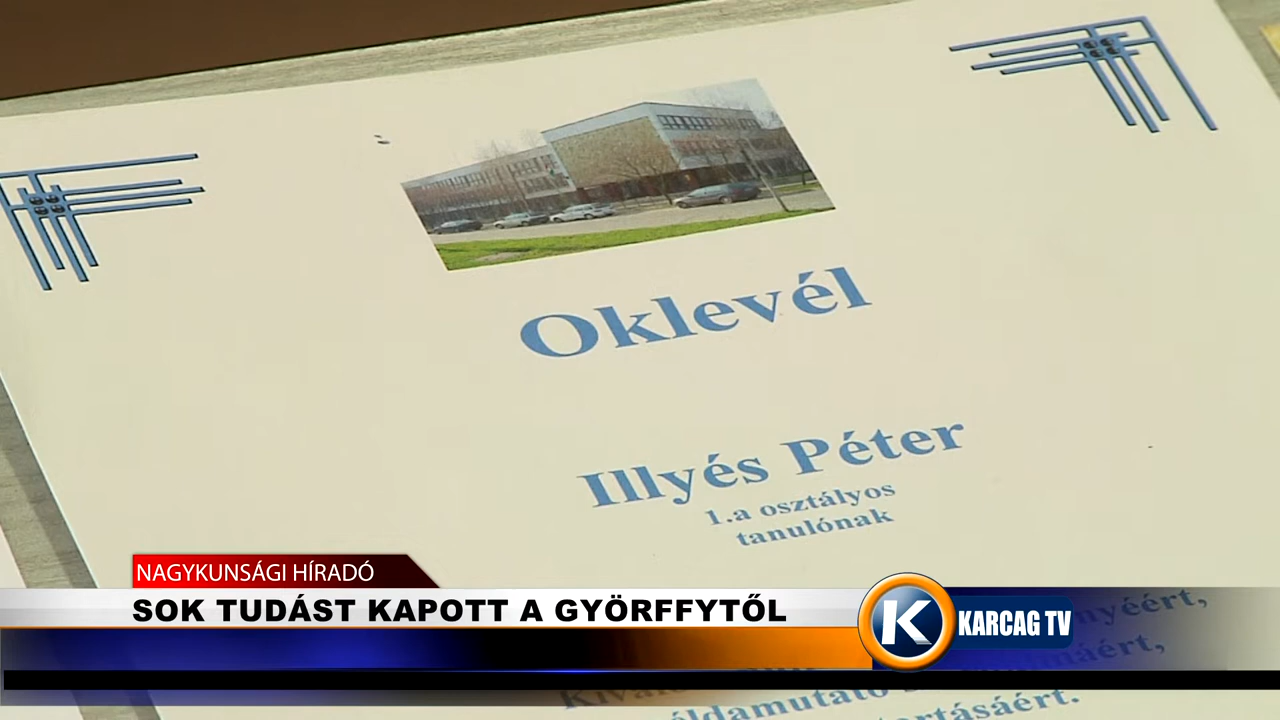 Oklevél
Illyés Péter
1.a osztályos
tanulónak
NAGYKUNSÁGI HÍRADÓ
SOK TUDÁST KAPOTT A GYÖRFFYTŐL
K KARCAG TV